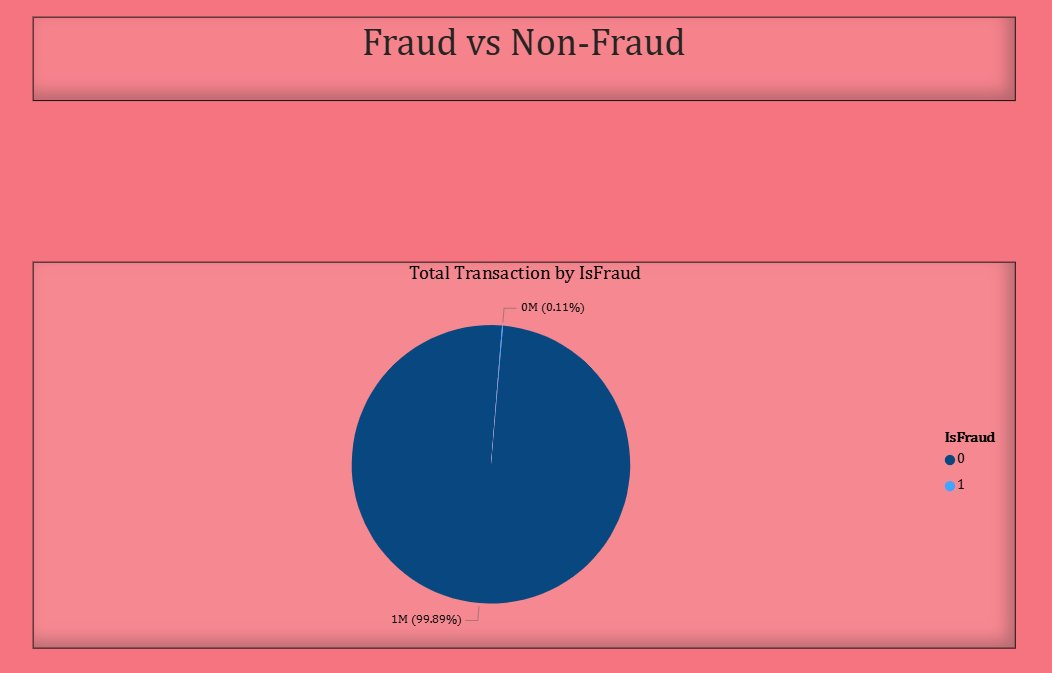 Fraud vs Non-Fraud
Total Transaction by IsFraud
0M (0.11%)
IsFraud
0
1
1M (99.89%)